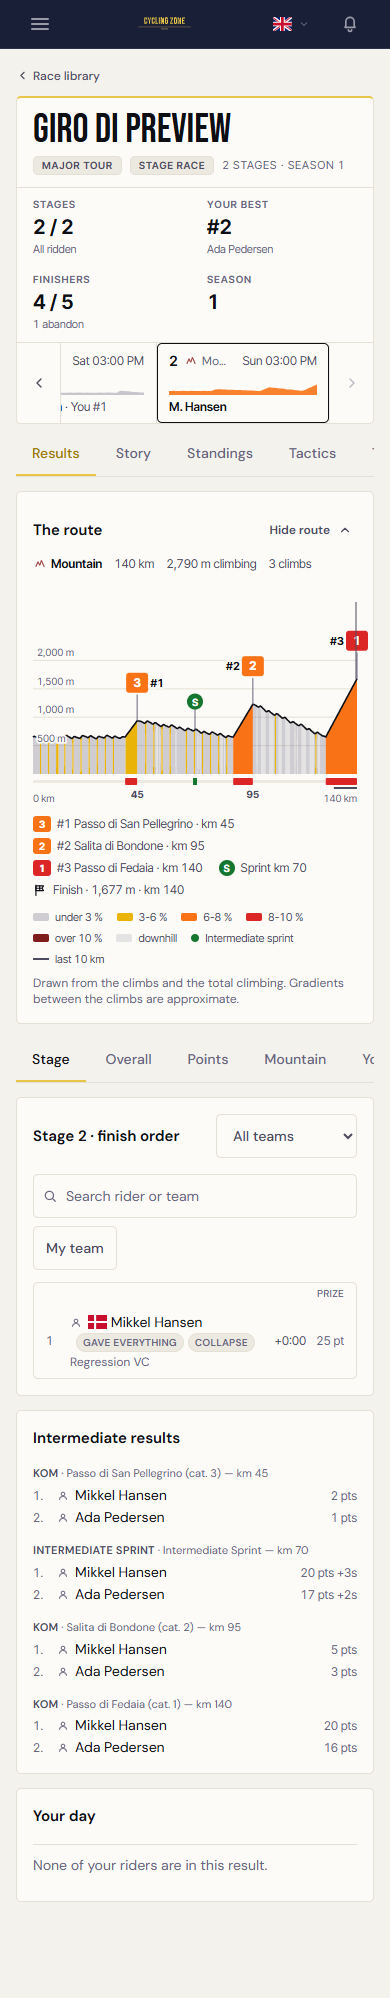 CYCLING ZONE
Race library
GIRO DI PREVIEW
MAJOR TOUR STAGE RACE 2 STAGES · SEASON 1
STAGES YOUR BEST
2 / 2 #2
All ridden Ada Pedersen
FINISHERS SEASON
4 / 5 1
1 abandon
Sat 03:00 PM 2 Mo... Sun 03:00 PM
· You #1 M. Hansen
Results Story Standings Tactics
The route Hide route
Mountain 140 km 2,790 m climbing 3 climbs
#3 1
2,000 m #2 2
1,500 m 3 #1
1,000 m S
500 m
0 km 45 95 140 km
3 #1 Passo di San Pellegrino · km 45
2 #2 Salita di Bondone · km 95
1 #3 Passo di Fedaia · km 140 S Sprint km 70
Finish · 1,677 m · km 140
under 3 % 3-6 % 6-8 % 8-10 %
over 10 % downhill Intermediate sprint
last 10 km
Drawn from the climbs and the total climbing. Gradients
between the climbs are approximate.
Stage Overall Points Mountain Yo
Stage 2 · finish order All teams
Search rider or team
My team
PRIZE
Mikkel Hansen
1 GAVE EVERYTHING COLLAPSE +0:00 25 pt
Regression VC
Intermediate results
KOM · Passo di San Pellegrino (cat. 3) — km 45
1. Mikkel Hansen 2 pts
2. Ada Pedersen 1 pts
INTERMEDIATE SPRINT · Intermediate Sprint — km 70
1. Mikkel Hansen 20 pts +3s
2. Ada Pedersen 17 pts +2s
KOM · Salita di Bondone (cat. 2) — km 95
1. Mikkel Hansen 5 pts
2. Ada Pedersen 3 pts
KOM · Passo di Fedaia (cat. 1) — km 140
1. Mikkel Hansen 20 pts
2. Ada Pedersen 16 pts
Your day
None of your riders are in this result.